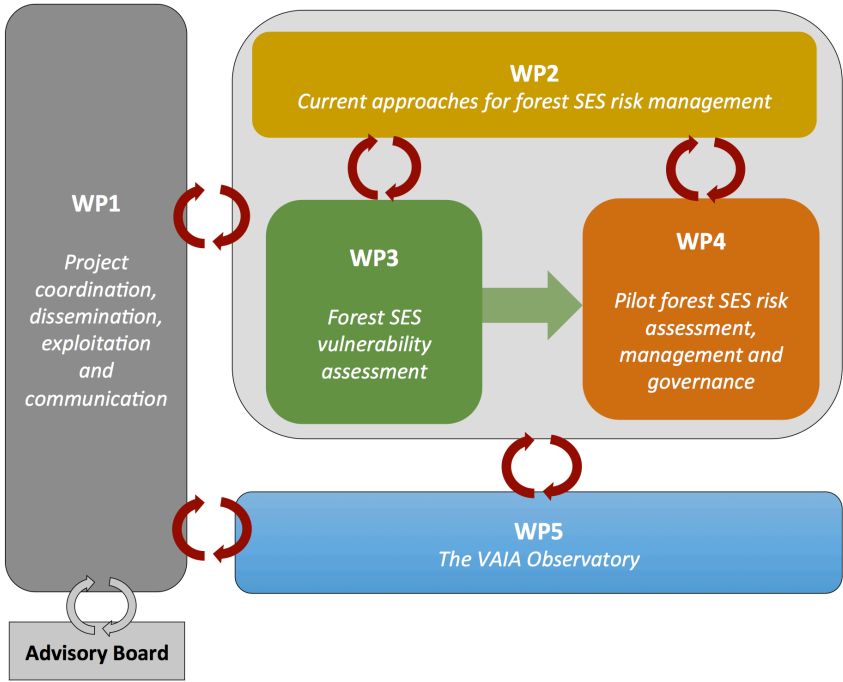 WP1
Project
coordination,
dissemination,
exploitation
and
communication
WP2
Current approaches for forest SES risk management
WP3
Forest SES
vulnerability
assessment
WP4
Pilot forest SES risk
assessment,
management and
governance
WP5
The VAIA Observatory
Advisory Board